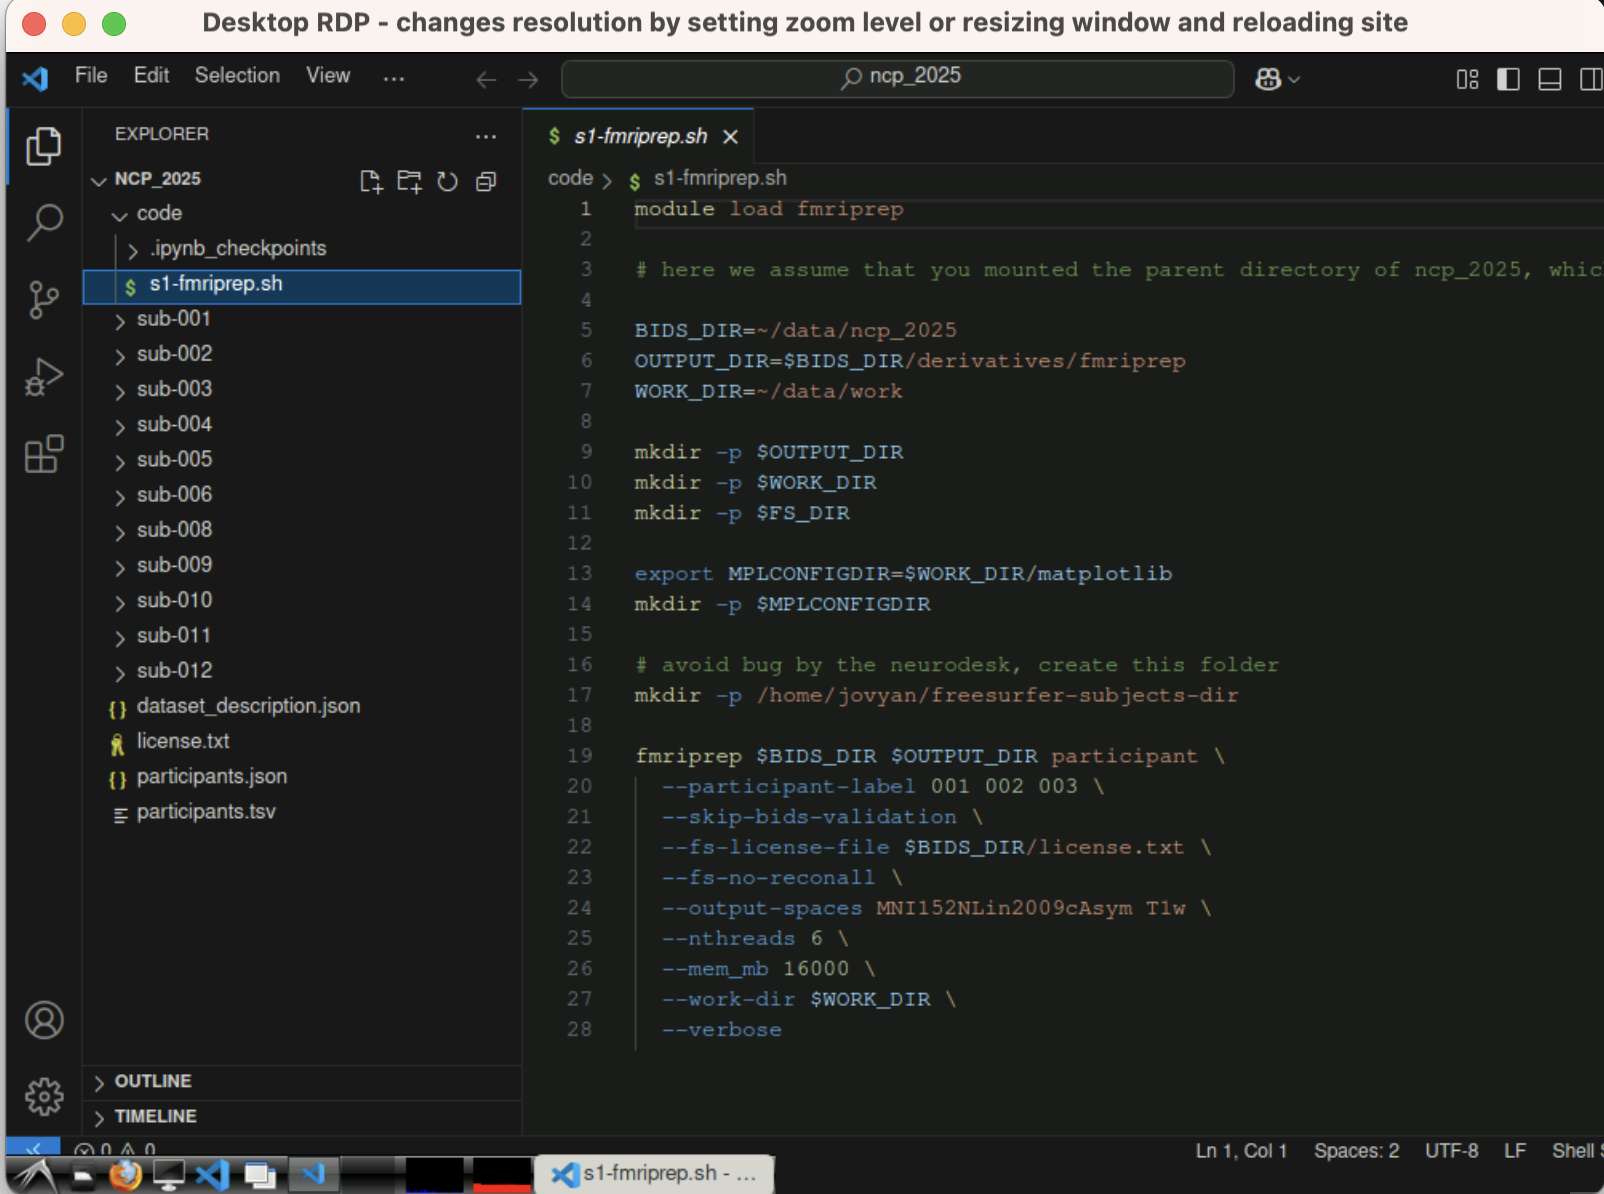 Desktop RDP - changes resolution by setting zoom level or resizing window and reloading site
File Edit Selection View ...
ncp_2025
EXPLORER
...
NCP_2025
code
.ipynb_checkpoints
s1-fmriprep.sh
sub-001
sub-002
sub-003
sub-004
sub-005
sub-006
sub-008
sub-009
sub-010
sub-011
sub-012
dataset_description.json
license.txt
participants.json
participants.tsv
OUTLINE
TIMELINE
$ s1-fmriprep.sh
code > $ s1-fmriprep.sh
1 module load fmriprep
2
3 # here we assume that you mounted the parent directory of ncp_2025, whic
4
5 BIDS_DIR=~/data/ncp_2025
6 OUTPUT_DIR=$BIDS_DIR/derivatives/fmriprep
7 WORK_DIR=~/data/work
8
9 mkdir -p $OUTPUT_DIR
10 mkdir -p $WORK_DIR
11 mkdir -p $FS_DIR
12
13 export MPLCONFIGDIR=$WORK_DIR/matplotlib
14 mkdir -p $MPLCONFIGDIR
15
16 # avoid bug by the neurodesk, create this folder
17 mkdir -p /home/jovyan/freesurfer-subjects-dir
18
19 fmriprep $BIDS_DIR $OUTPUT_DIR participant \
20 --participant-label 001 002 003 \
21 --skip-bids-validation \
22 --fs-license-file $BIDS_DIR/license.txt \
23 --fs-no-reconall \
24 --output-spaces MNI152NLin2009cAsym T1w \
25 --nthreads 6 \
26 --mem_mb 16000 \
27 --work-dir $WORK_DIR \
28 --verbose
0 0
Ln 1, Col 1 Spaces: 2 UTF-8 LF Shell
s1-fmriprep.sh - ...